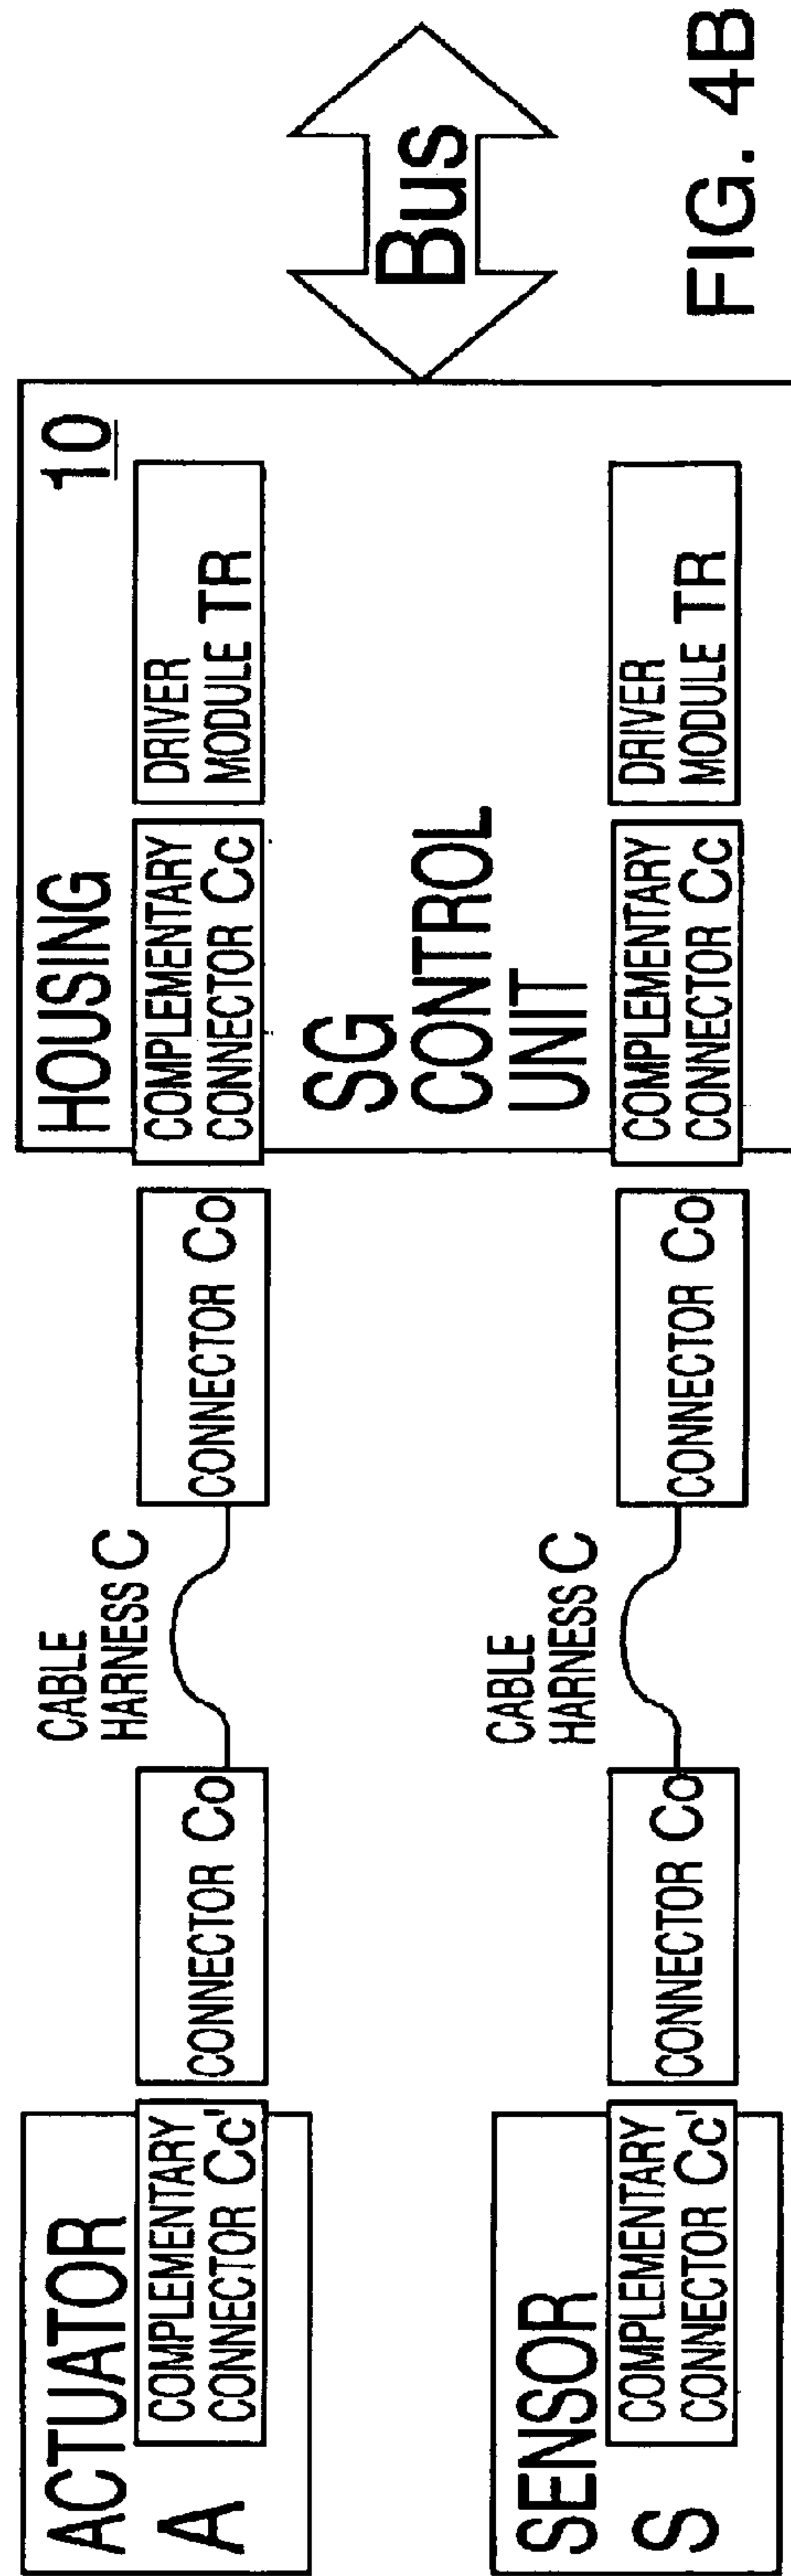 ACTUATOR
A
COMPLEMENTARY
CONNECTOR Cc'
CONNECTOR Co
CABLE
HARNESS C
CONNECTOR Co
HOUSING
10
COMPLEMENTARY
CONNECTOR Cc
DRIVER
MODULE TR
SG
CONTROL
UNIT
Bus
SENSOR
S
COMPLEMENTARY
CONNECTOR Cc'
CONNECTOR Co
CABLE
HARNESS C
CONNECTOR Co
COMPLEMENTARY
CONNECTOR Cc
DRIVER
MODULE TR
FIG. 4B